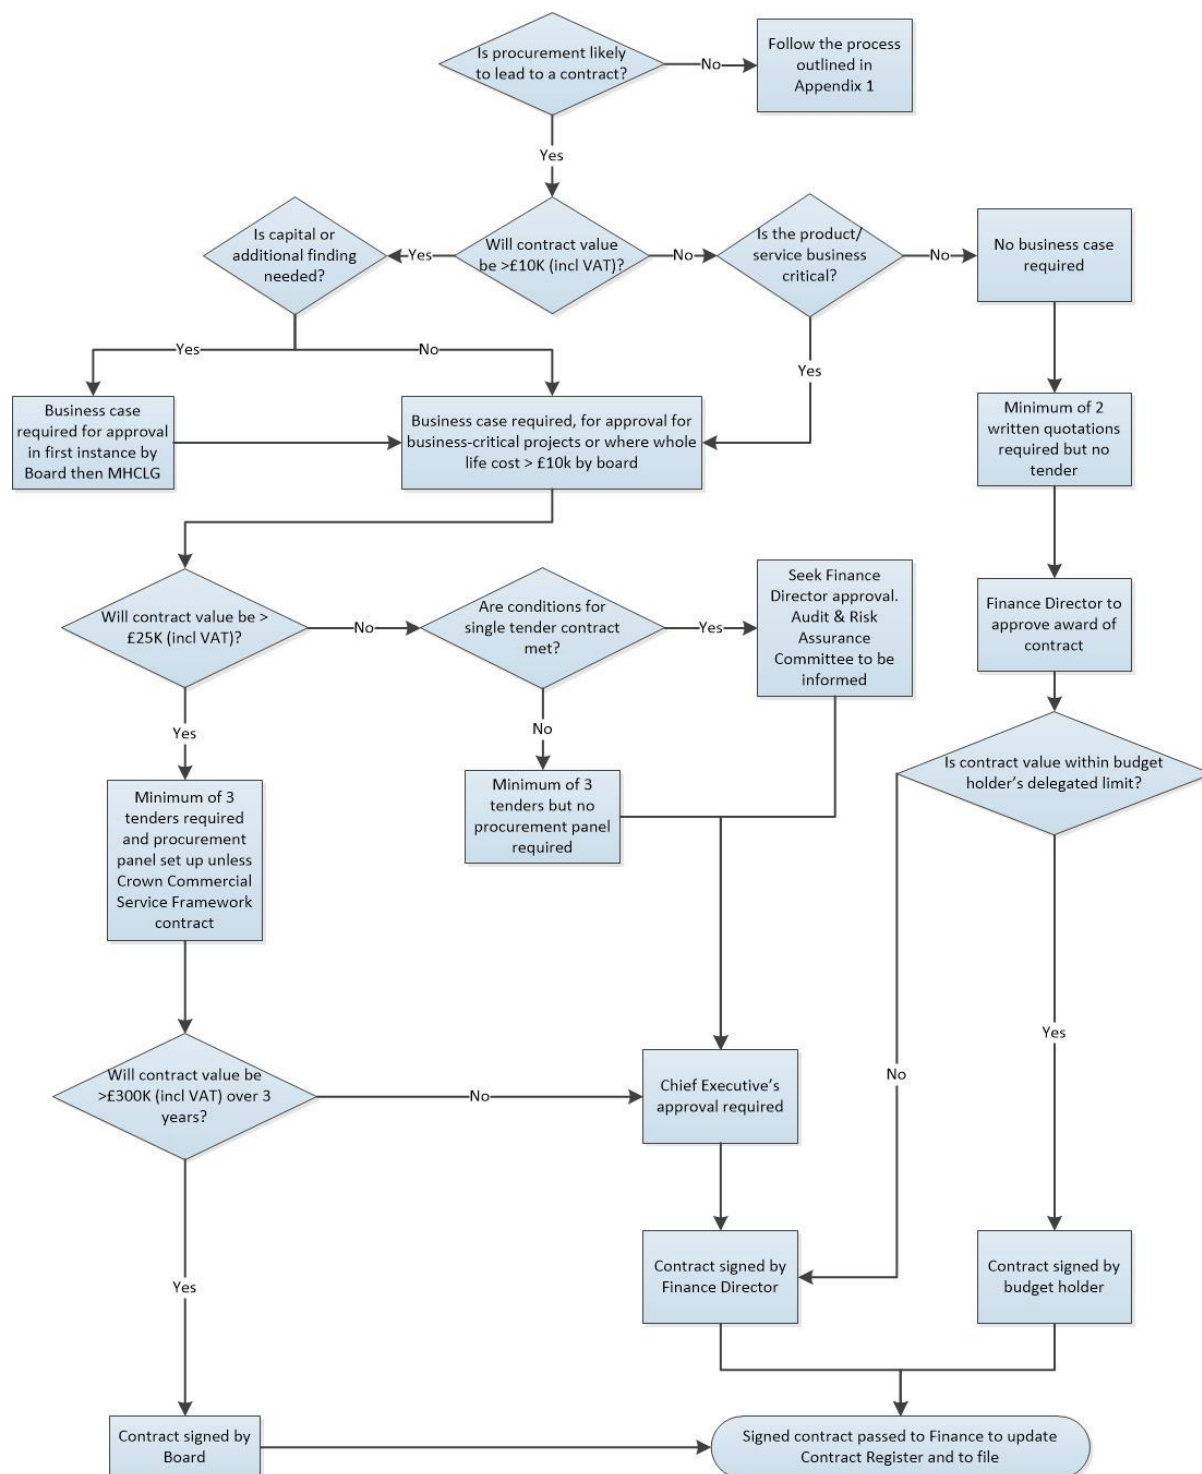 Is procurement likely
to lead to a contract?
No
Follow the process
outlined in
Appendix 1
Yes
Is capital or
additional finding
needed?
Yes
Will contract value
be >£10K (incl VAT)?
No
Is the product/
service business
critical?
No
No business case
required
Yes
No
Yes
Business case
required for approval
in first instance by
Board then MHCLG
Business case required, for approval for
business-critical projects or where whole
life cost > £10k by board
Minimum of 2
written quotations
required but no
tender
Will contract value be >
£25K (incl VAT)?
No
Are conditions for
single tender contract
met?
Yes
Seek Finance
Director approval.
Audit & Risk
Assurance
Committee to be
informed
Finance Director to
approve award of
contract
Yes
No
Is contract value within budget
holder's delegated limit?
Minimum of 3
tenders required
and procurement
panel set up unless
Crown Commercial
Service Framework
contract
Minimum of 3
tenders but no
procurement panel
required
Will contract value be
>£300K (incl VAT) over 3
years?
No
Chief Executive's
approval required
No
Yes
Yes
Contract signed by
Finance Director
Contract signed by
budget holder
Contract signed by
Board
Signed contract passed to Finance to update
Contract Register and to file